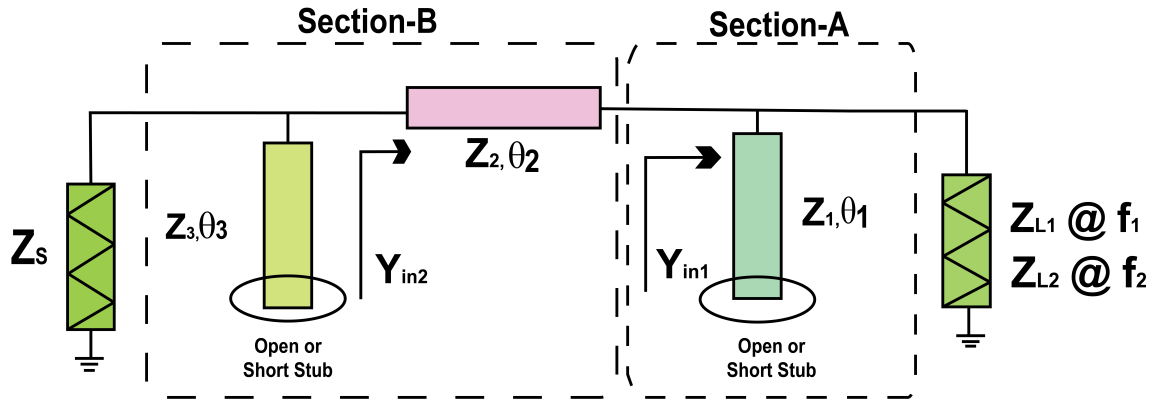 Section-B
Section-A
Z2,θ2
Z3,θ3
Z1,θ1
ZS
Yin2
Yin1
ZL1 @ f1
ZL2 @ f2
Open or
Short Stub
Open or
Short Stub